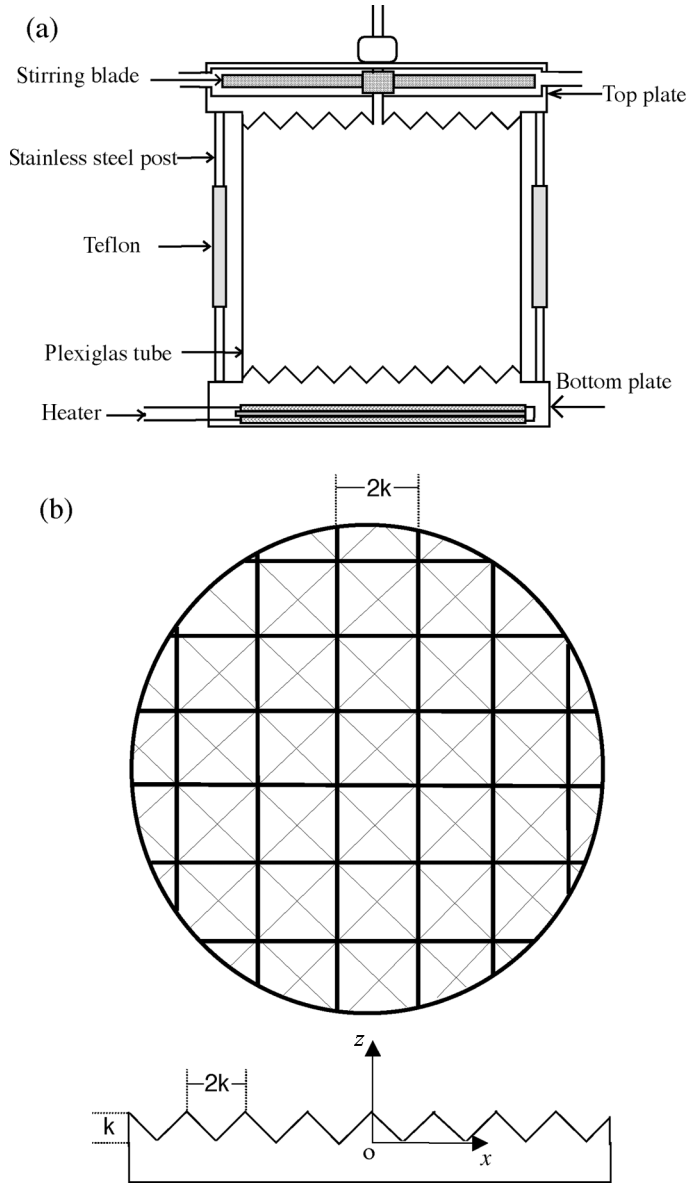 (a)
Stirring blade
Top plate
Stainless steel post
Teflon
Plexiglas tube
Bottom plate
Heater
2k
(b)
z
2k
k
o
x